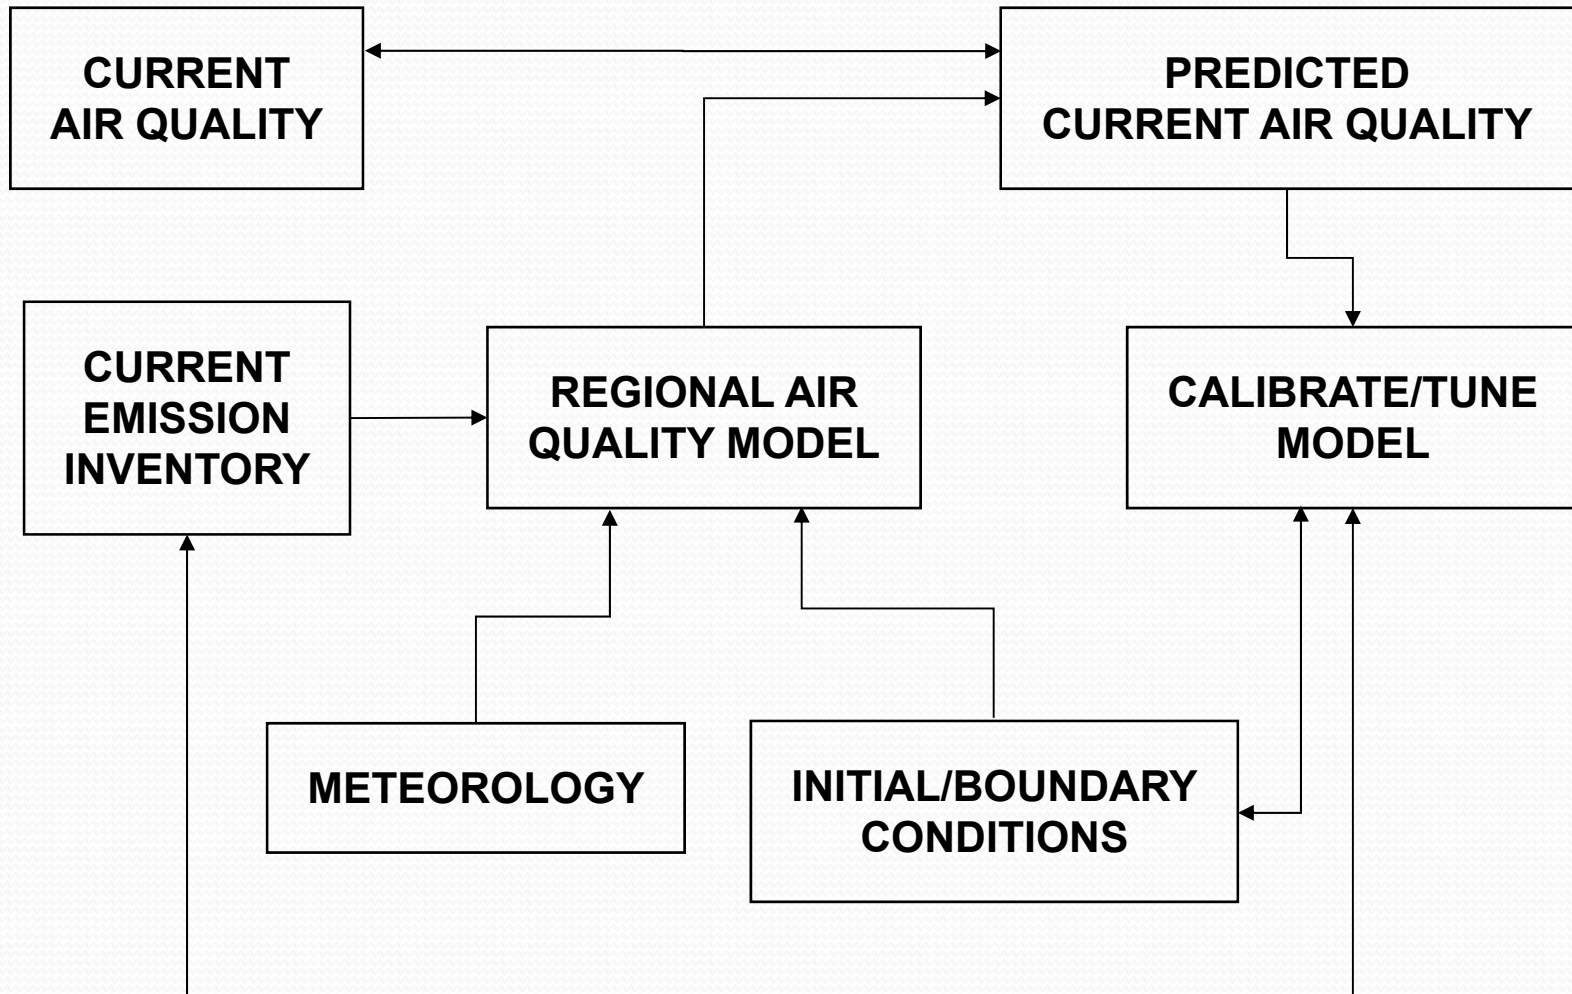 CURRENT
AIR QUALITY
PREDICTED
CURRENT AIR QUALITY
CURRENT
EMISSION
INVENTORY
REGIONAL AIR
QUALITY MODEL
CALIBRATE/TUNE
MODEL
METEOROLOGY
INITIAL/BOUNDARY
CONDITIONS